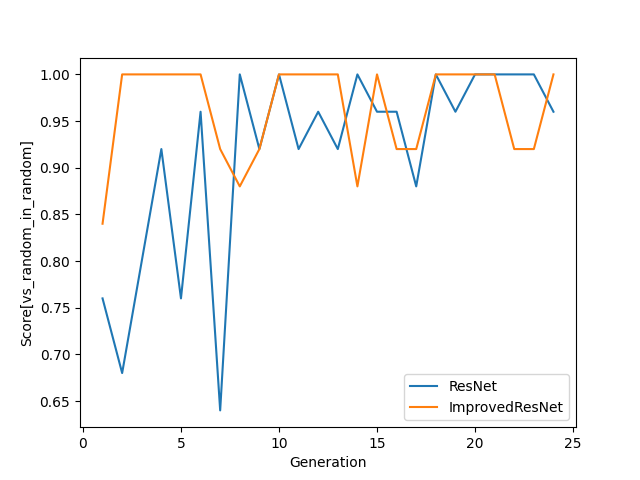 1.00
0.95
0.90
0.85
0.80
0.75
0.70
0.65
Score[vs_random_in_random]
ResNet
ImprovedResNet
0 5 10 15 20 25
Generation